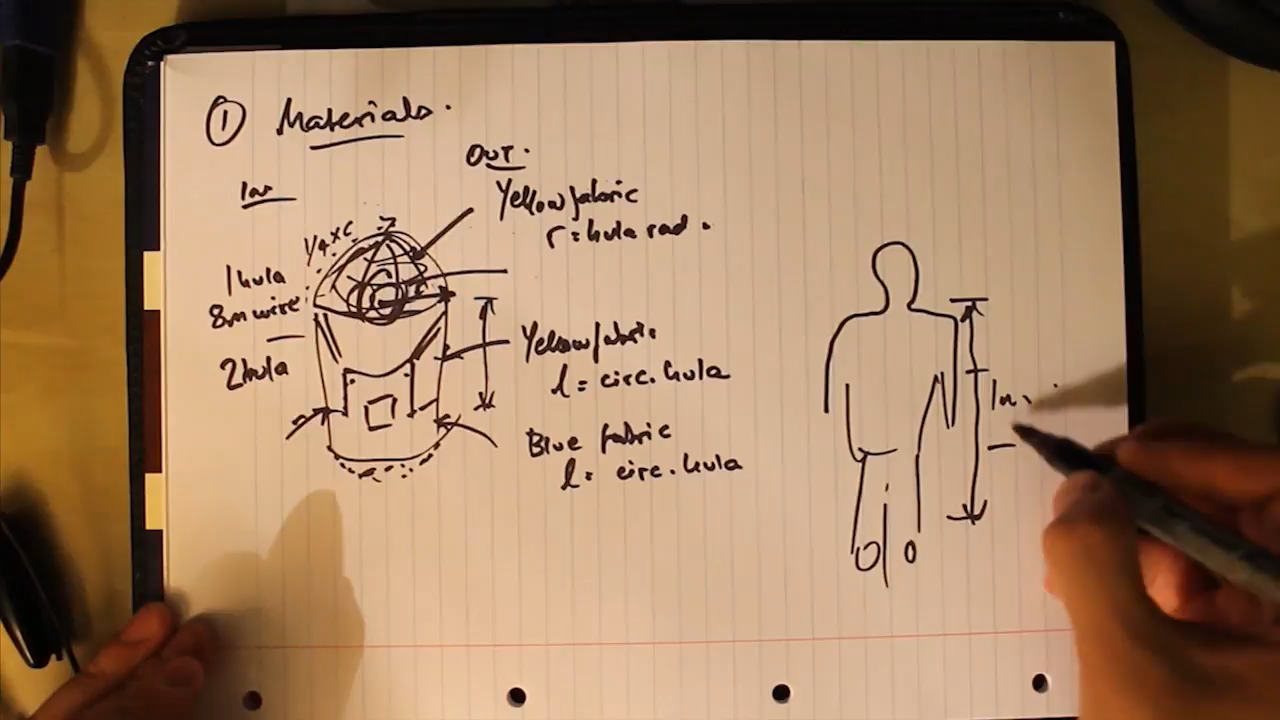 ① Materials.
In
OUT.
Yellow fabric
r = hula rad.
1/4 x C
1 hula
8m wire
2 hula
Yellow fabric
l = circ. hula
Blue fabric
l = circ. hula